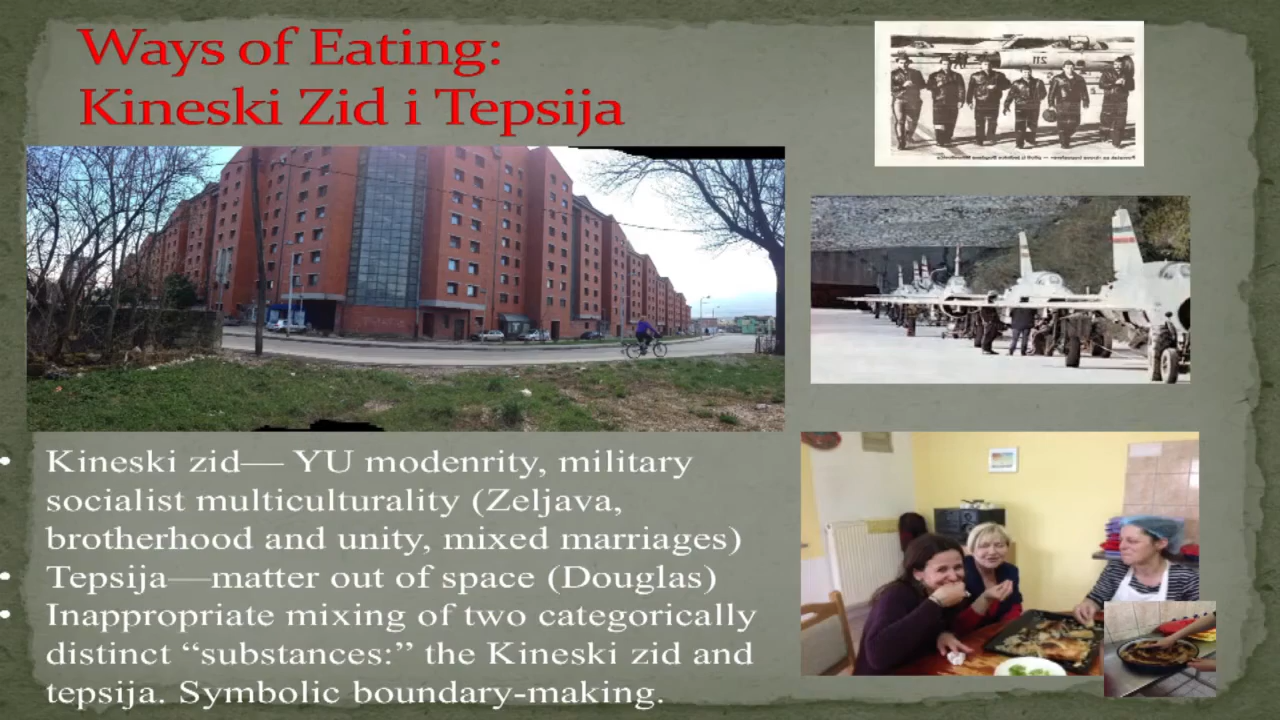 Ways of Eating:
Kineski Zid i Tepsija
• Kineski zid— YU modenrity, military
socialist multiculturality (Zeljava,
brotherhood and unity, mixed marriages)
• Tepsija—matter out of space (Douglas)
• Inappropriate mixing of two categorically
distinct “substances:” the Kineski zid and
tepsija. Symbolic boundary-making.